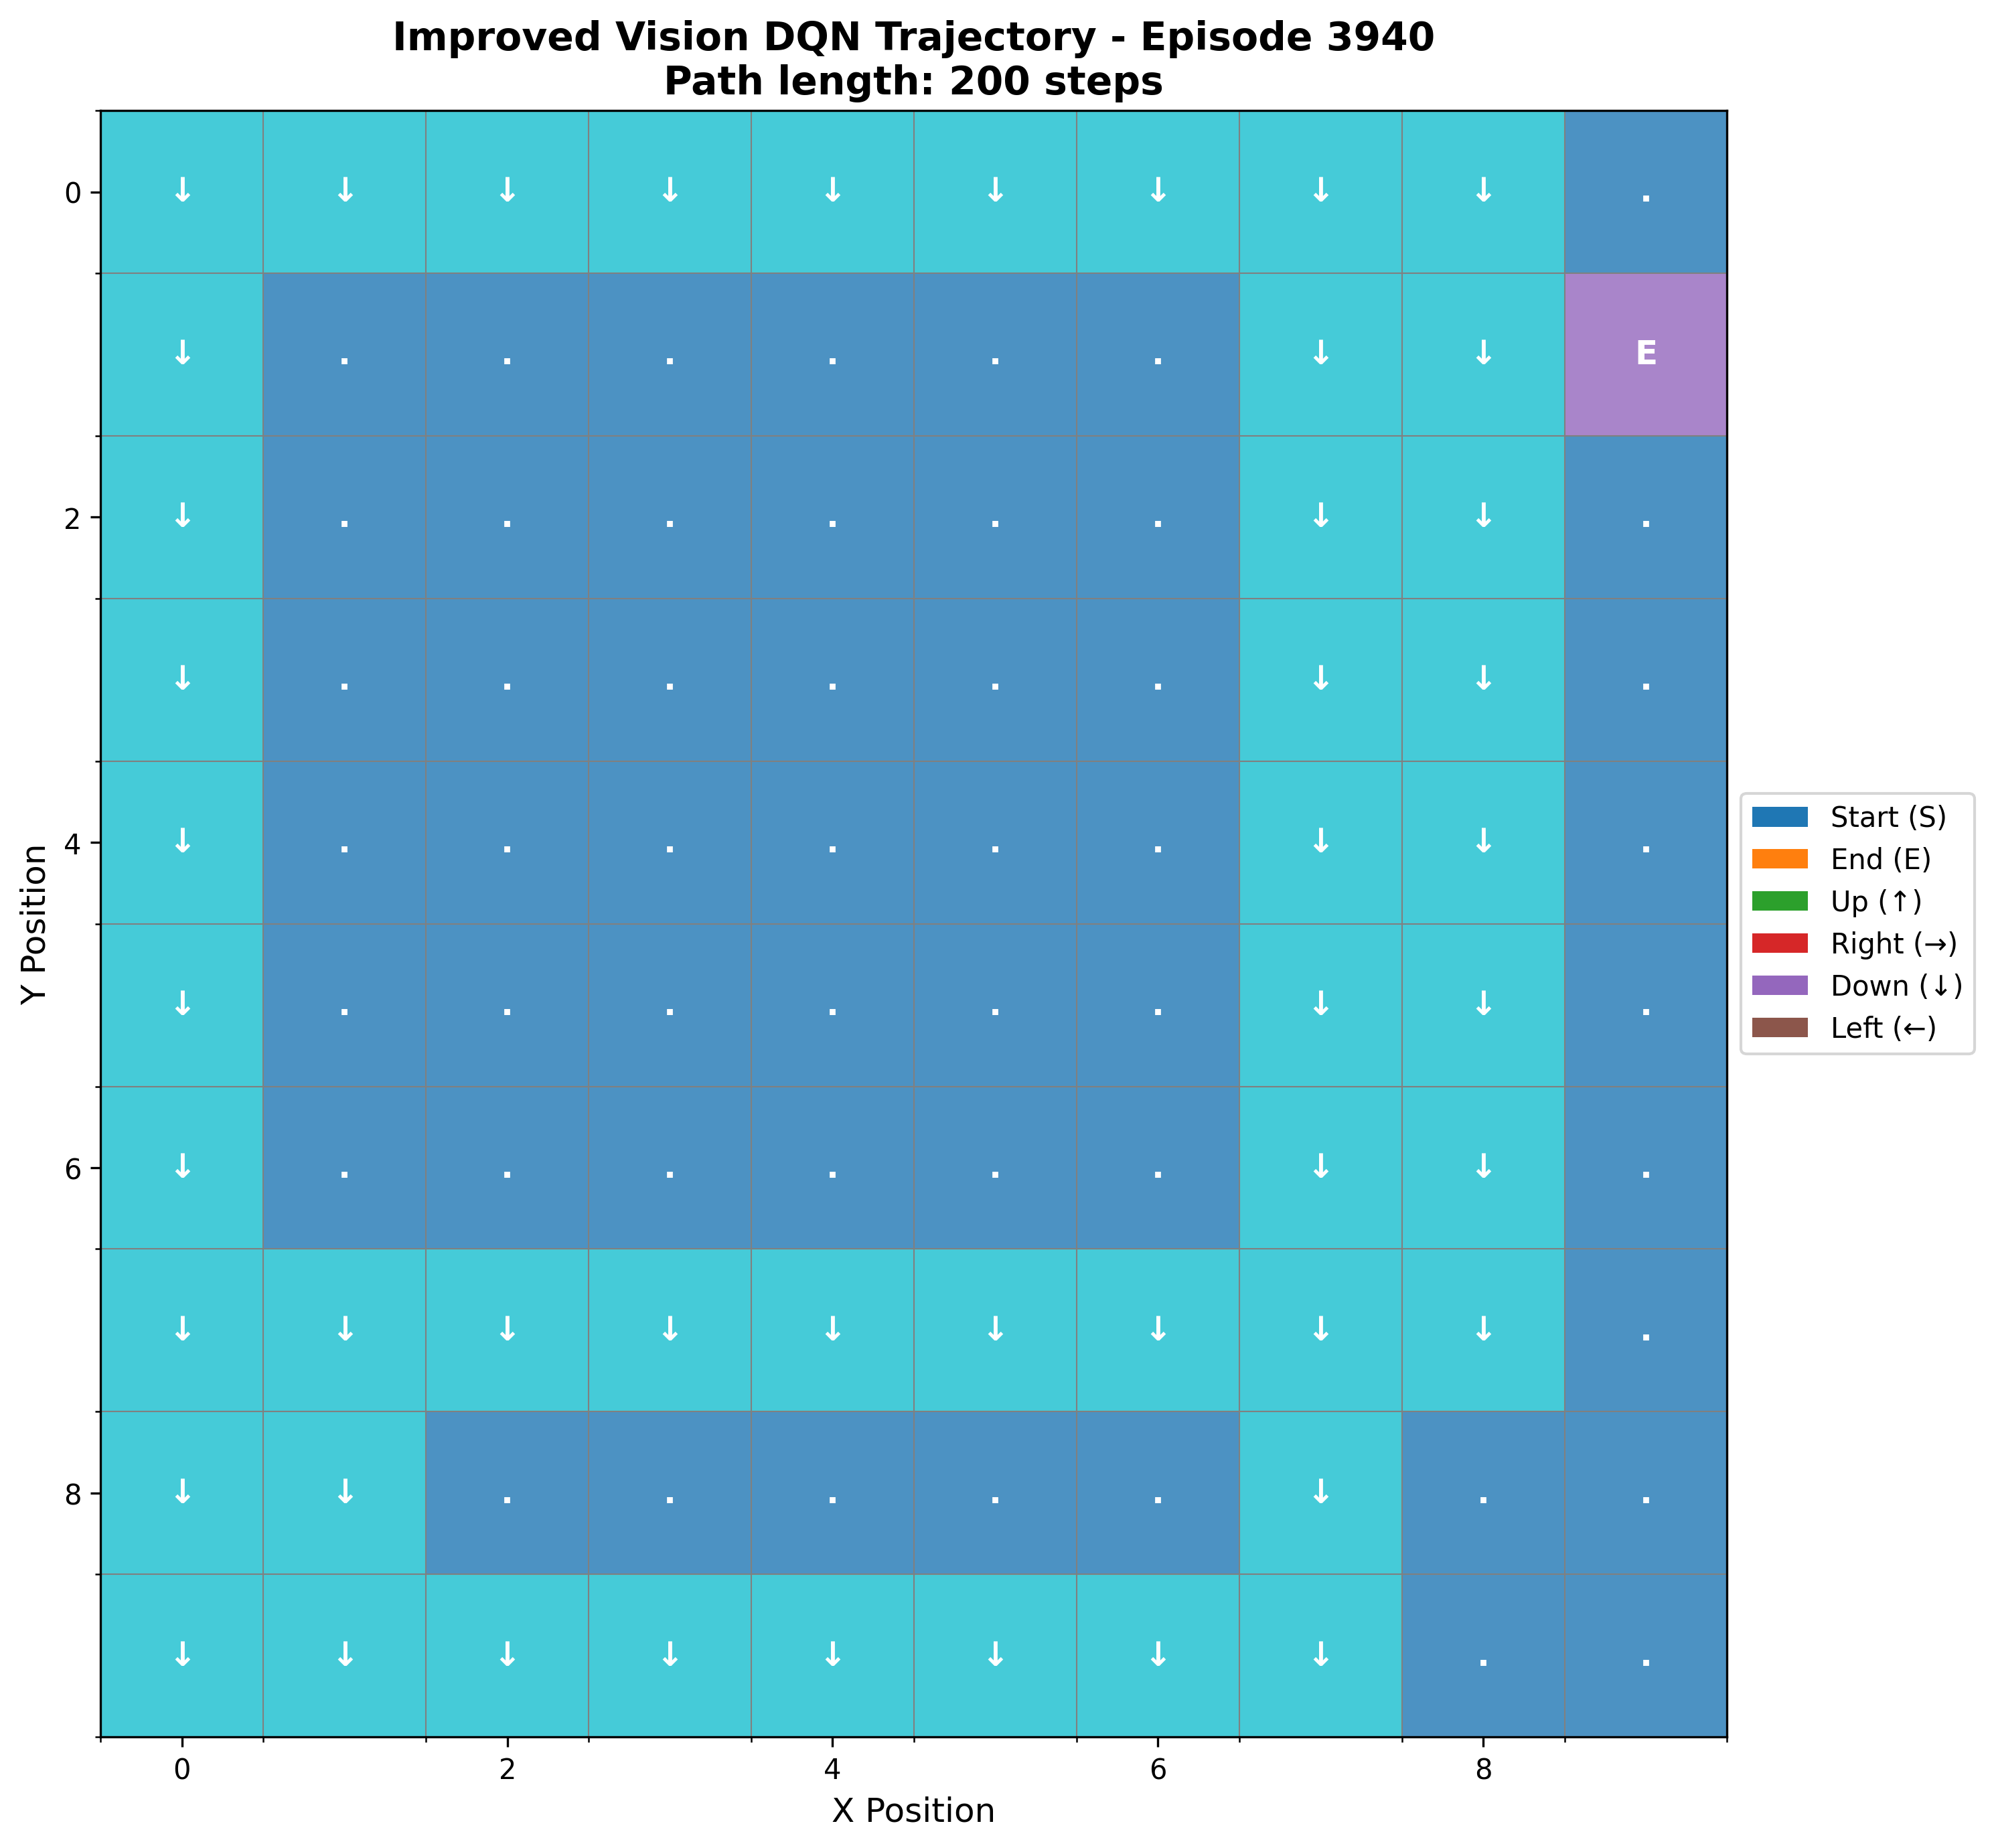 Improved Vision DQN Trajectory - Episode 3940
Path length: 200 steps
0 ↓ ↓ ↓ ↓ ↓ ↓ ↓ ↓ ↓ .
↓ . . . . . . ↓ ↓ E
2 ↓ . . . . . . ↓ ↓ .
↓ . . . . . . ↓ ↓ .
4 ↓ . . . . . . ↓ ↓ .
↓ . . . . . . ↓ ↓ .
6 ↓ . . . . . . ↓ ↓ .
↓ ↓ ↓ ↓ ↓ ↓ ↓ ↓ ↓ .
8 ↓ ↓ . . . . . ↓ . .
↓ ↓ ↓ ↓ ↓ ↓ ↓ ↓ . .
0 2 4 6 8
X Position
Y Position
Start (S)
End (E)
Up (↑)
Right (→)
Down (↓)
Left (←)